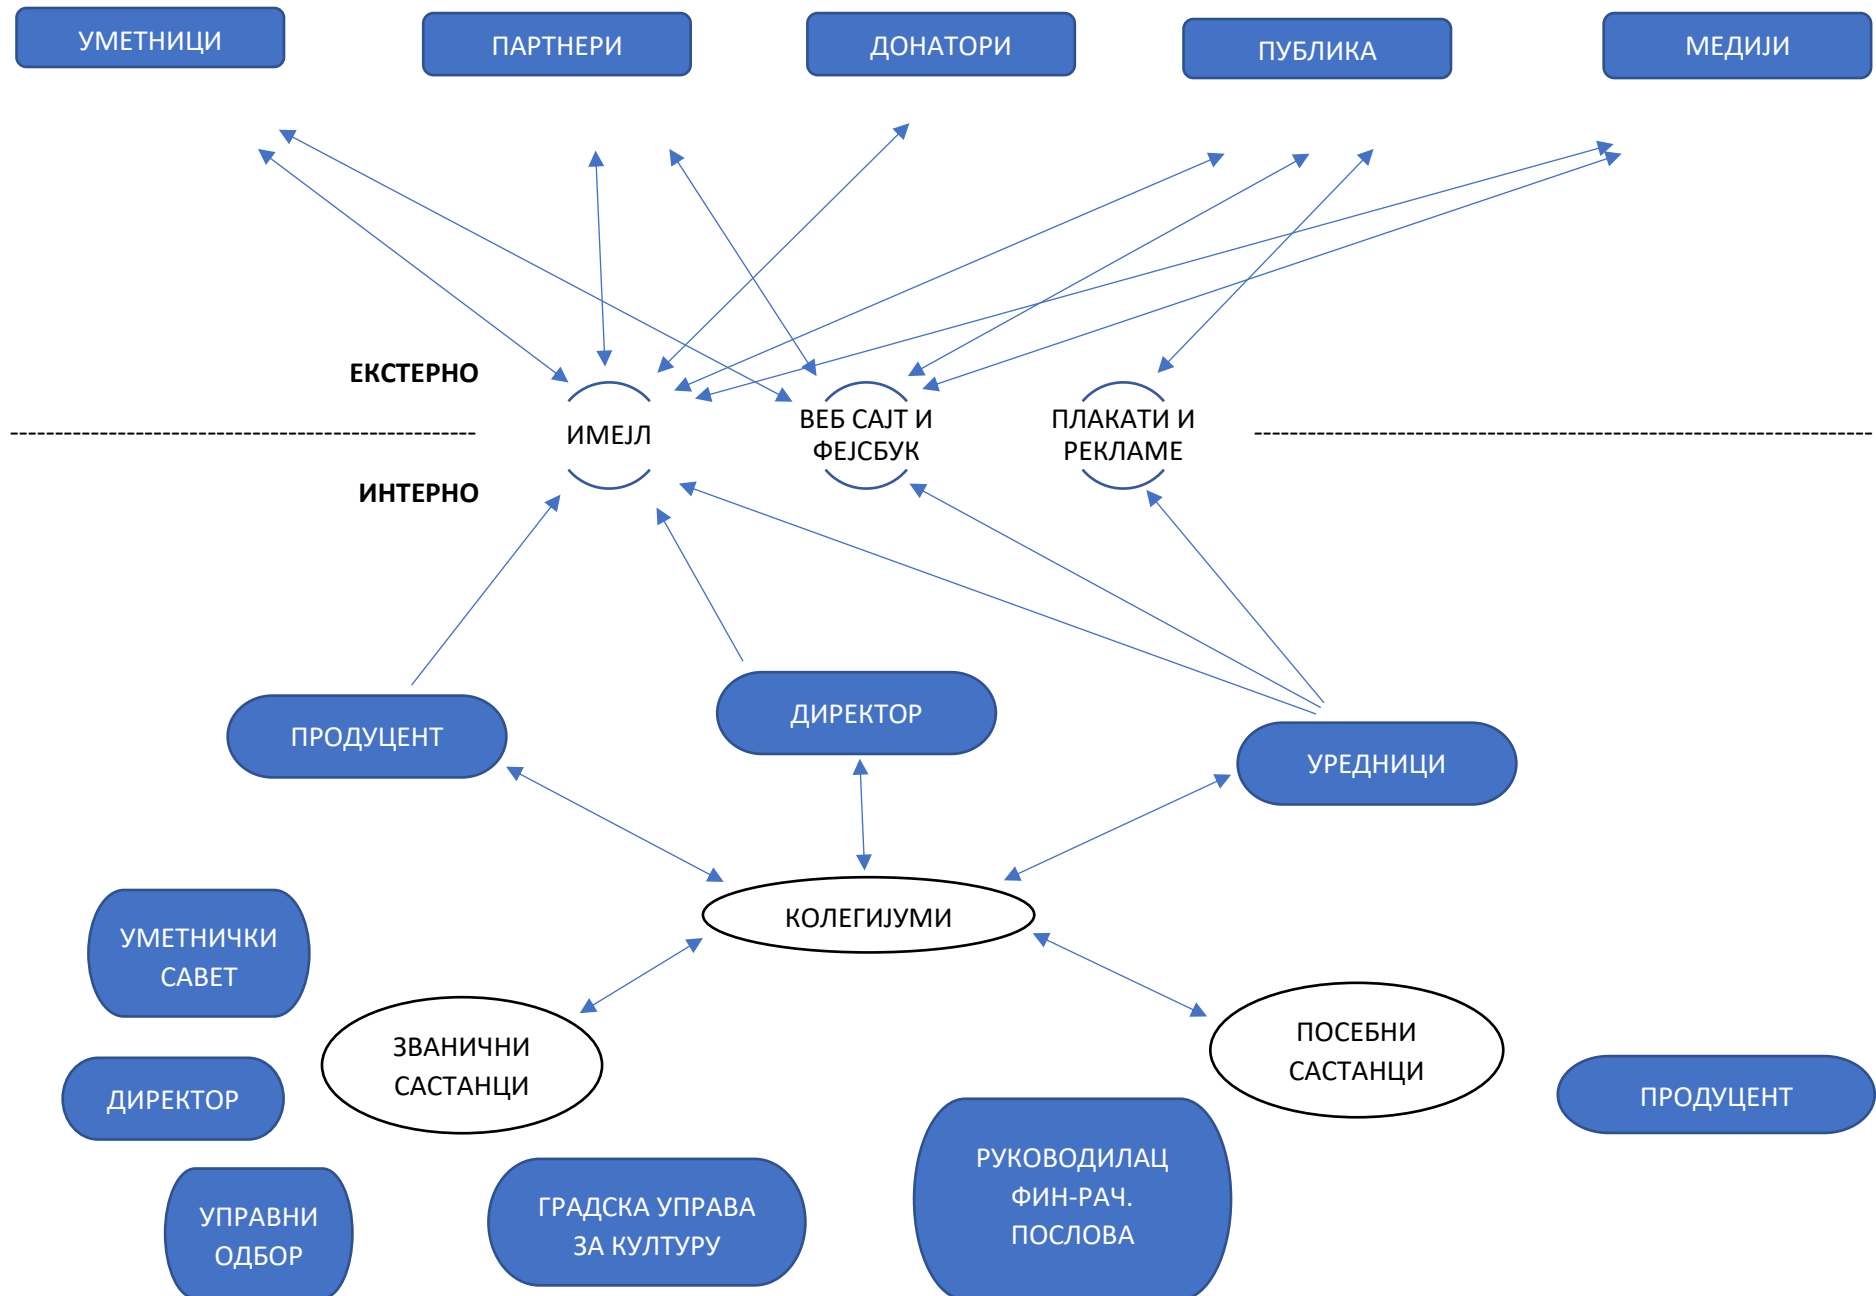 УМЕТНИЦИ
ПАРТНЕРИ
ДОНАТОРИ
ПУБЛИКА
МЕДИЈИ
ЕКСТЕРНО
ИМЕЈЛ
ВЕБ САЈТ И
ФЕЈСБУК
ПЛАКАТИ И
РЕКЛАМЕ
ИНТЕРНО
ПРОДУЦЕНТ
ДИРЕКТОР
УРЕДНИЦИ
КОЛЕГИЈУМИ
УМЕТНИЧКИ
САВЕТ
ЗВАНИЧНИ
САСТАНЦИ
ПОСЕБНИ
САСТАНЦИ
ДИРЕКТОР
ПРОДУЦЕНТ
УПРАВНИ
ОДБОР
ГРАДСКА УПРАВА
ЗА КУЛТУРУ
РУКОВОДИЛАЦ
ФИН-РАЧ.
ПОСЛОВА